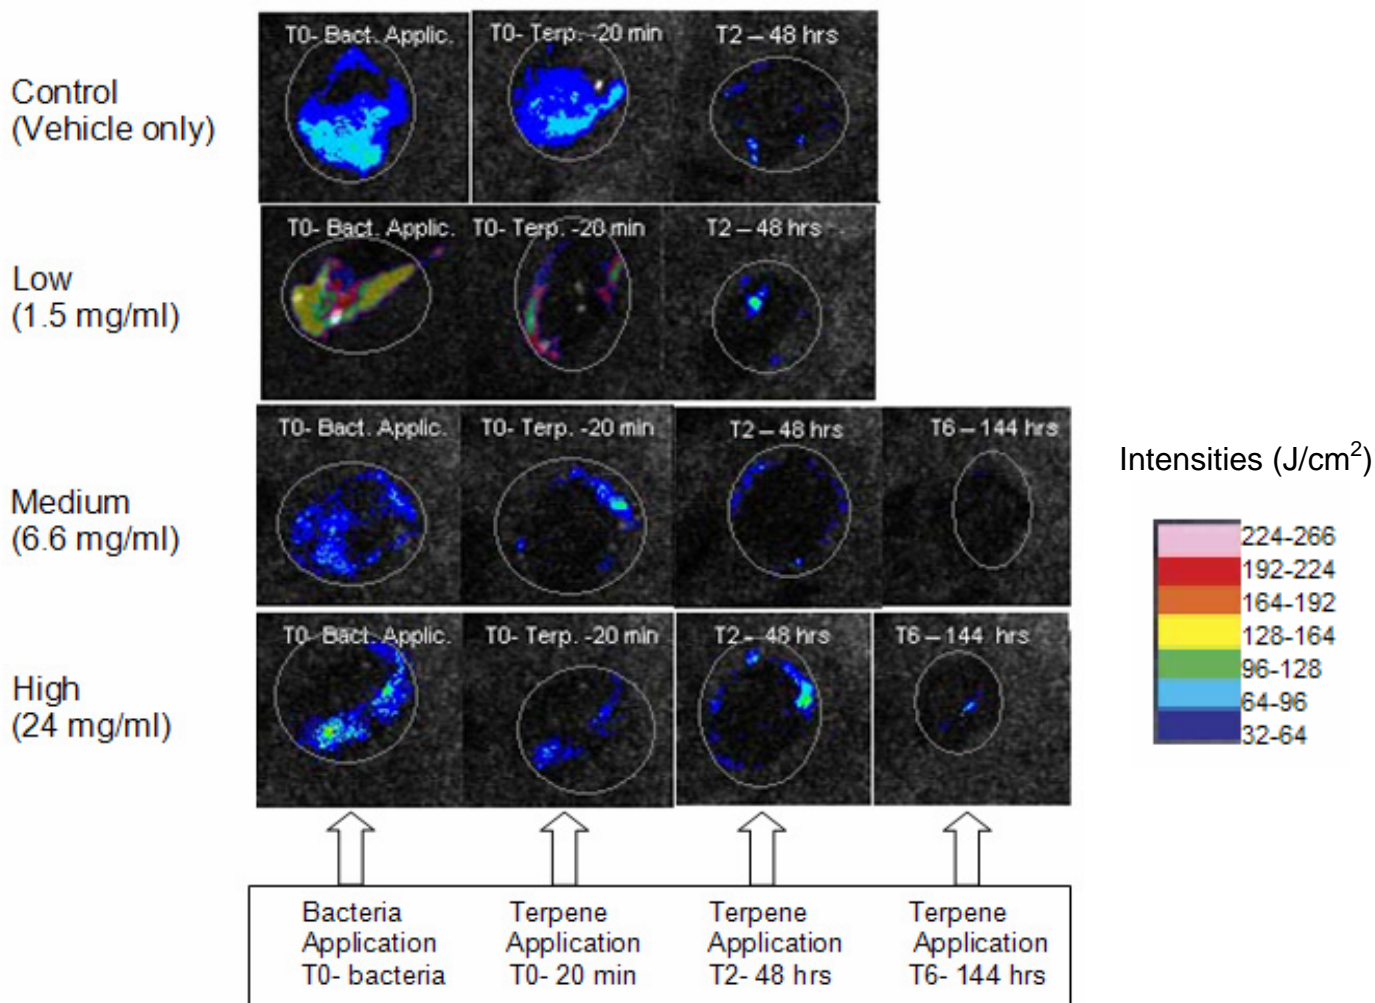 Control
(Vehicle only)
T0- Bact. Applic.
T0- Terp. -20 min
T2 – 48 hrs
Low
(1.5 mg/ml)
T0- Bact. Applic.
T0- Terp. -20 min
T2 – 48 hrs
Medium
(6.6 mg/ml)
T0- Bact. Applic.
T0- Terp. -20 min
T2 – 48 hrs
T6 – 144 hrs
High
(24 mg/ml)
T0- Bact. Applic.
T0- Terp. -20 min
T2 - 48 hrs
T6 – 144 hrs
Intensities (J/cm²)
224-266
192-224
164-192
128-164
96-128
64-96
32-64
Bacteria
Application
T0- bacteria
Terpene
Application
T0- 20 min
Terpene
Application
T2- 48 hrs
Terpene
Application
T6- 144 hrs